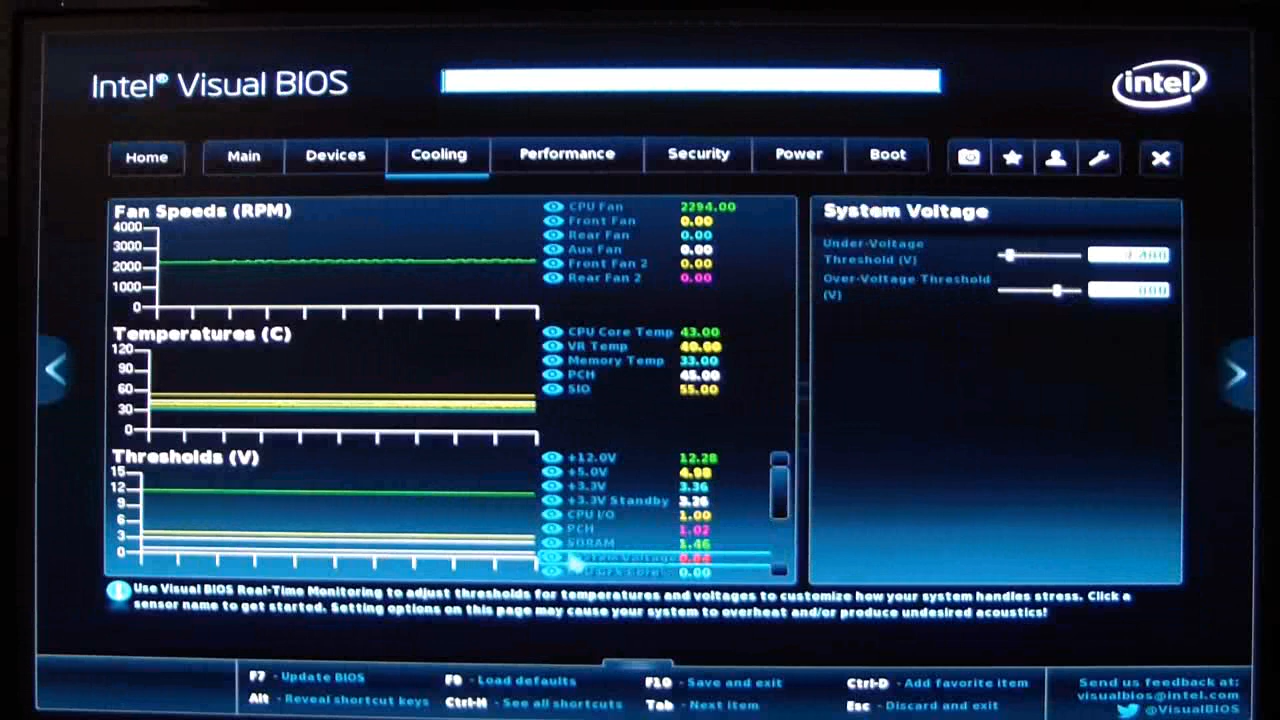 Intel® Visual BIOS
intel
Home
Main
Devices
Cooling
Performance
Security
Power
Boot
Fan Speeds (RPM)
4000
3000
2000
1000
0
CPU Fan 2294.00
Front Fan 0.00
Rear Fan 0.00
Aux Fan 0.00
Front Fan 2 0.00
Rear Fan 2 0.00
Temperatures (C)
120
90
60
30
0
CPU Core Temp 43.00
VR Temp 40.00
Memory Temp 33.00
PCH 45.00
SIO 55.00
Thresholds (V)
15
12
9
6
3
0
+12.0V 12.28
+5.0V 4.98
+3.3V 3.36
+3.3V Standby 3.26
CPU I/O 1.00
PCH 1.02
SDRAM 1.46
System Voltage
0.00
System Voltage
Under-Voltage
Threshold (V)
Over-Voltage Threshold
(V)
Use Visual BIOS Real-Time Monitoring to adjust thresholds for temperatures and voltages to customize how your system handles stress. Click a
sensor name to get started. Setting options on this page may cause your system to overheat and/or produce undesired acoustics!
F7 - Update BIOS
F9 - Load defaults
F10 - Save and exit
Ctrl-D - Add favorite item
Alt - Reveal shortcut keys
Ctrl-H - See all shortcuts
Tab - Next item
Esc - Discard and exit
Send us feedback at:
visualbios@intel.com
@VisualBIOS